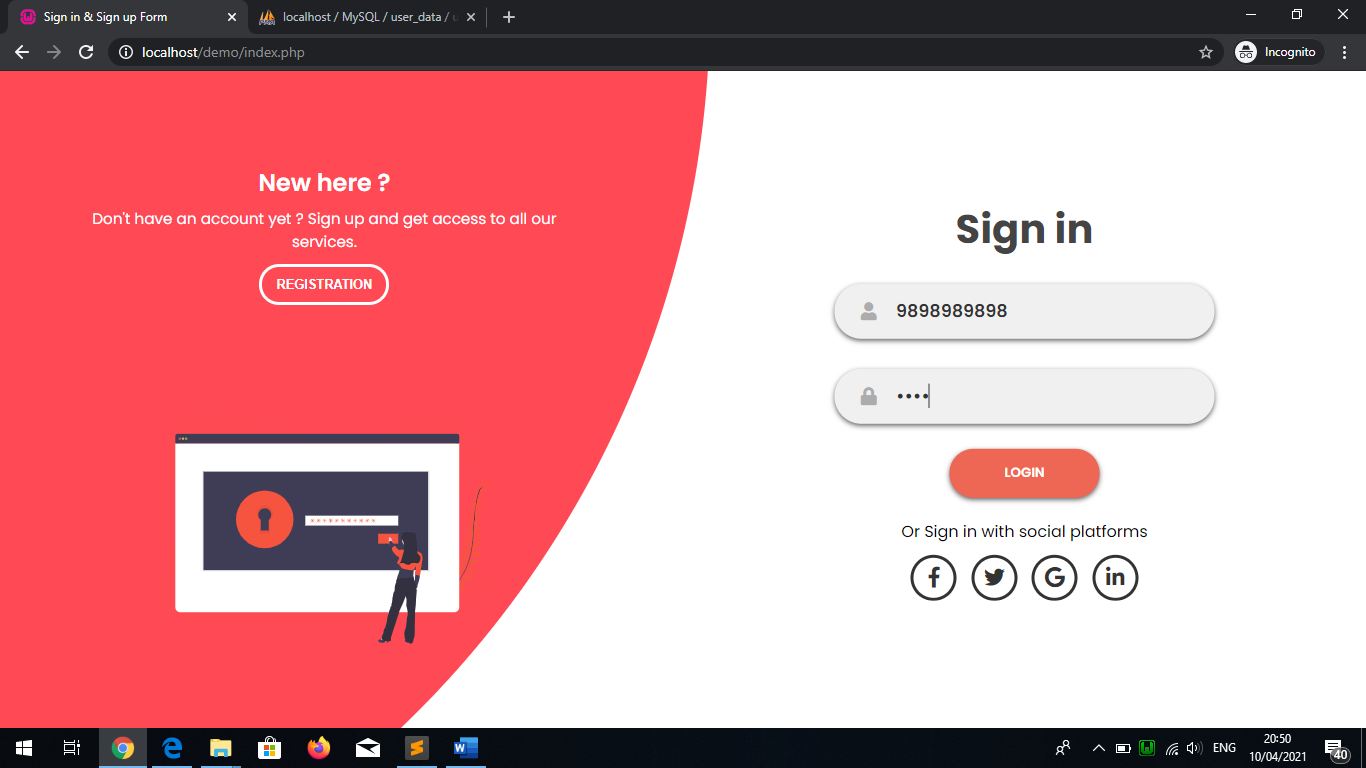 Sign in & Sign up Form
localhost / MySQL / user_data / u
localhost/demo/index.php
Incognito
New here ?
Don't have an account yet ? Sign up and get access to all our
services.
REGISTRATION
Sign in
9898989898
••••
LOGIN
Or Sign in with social platforms
ENG
20:50
10/04/2021
40